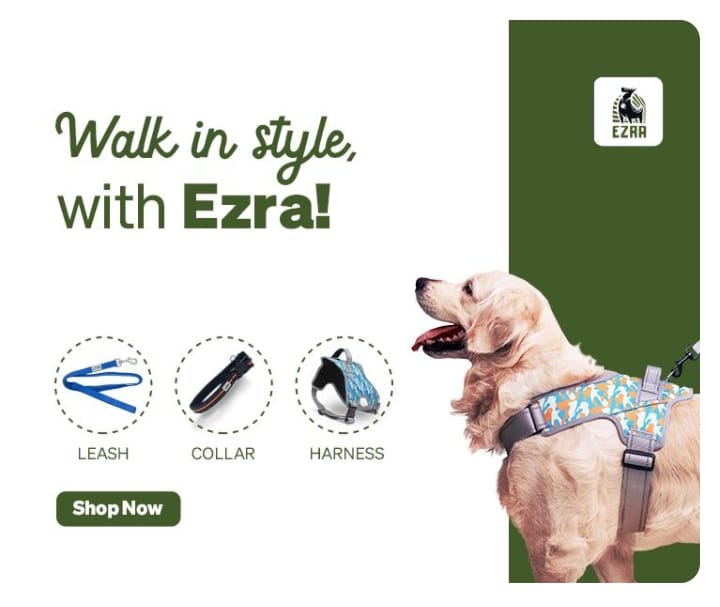 Walk in style,
with Ezra!
EZRA
LEASH
COLLAR
HARNESS
Shop Now